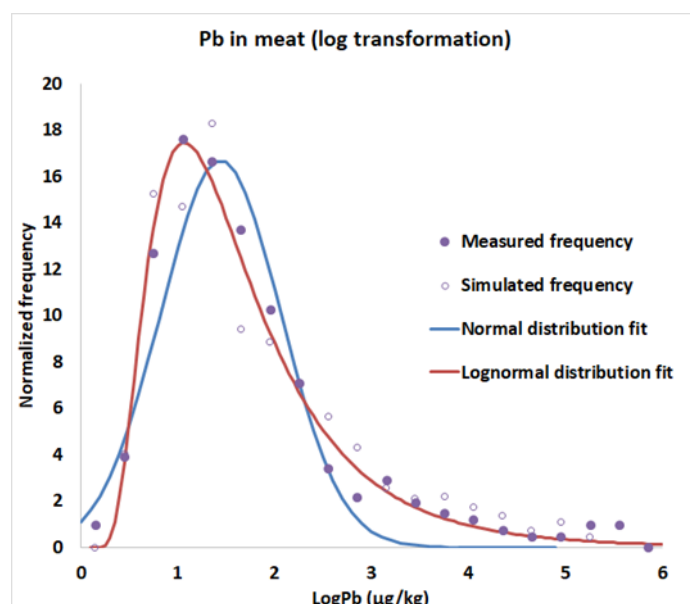 Pb in meat (log transformation)
20
18
16
14
12
10
8
6
4
2
0
Normalized frequency
Measured frequency
Simulated frequency
Normal distribution fit
Lognormal distribution fit
0 1 2 3 4 5 6
LogPb (µg/kg)